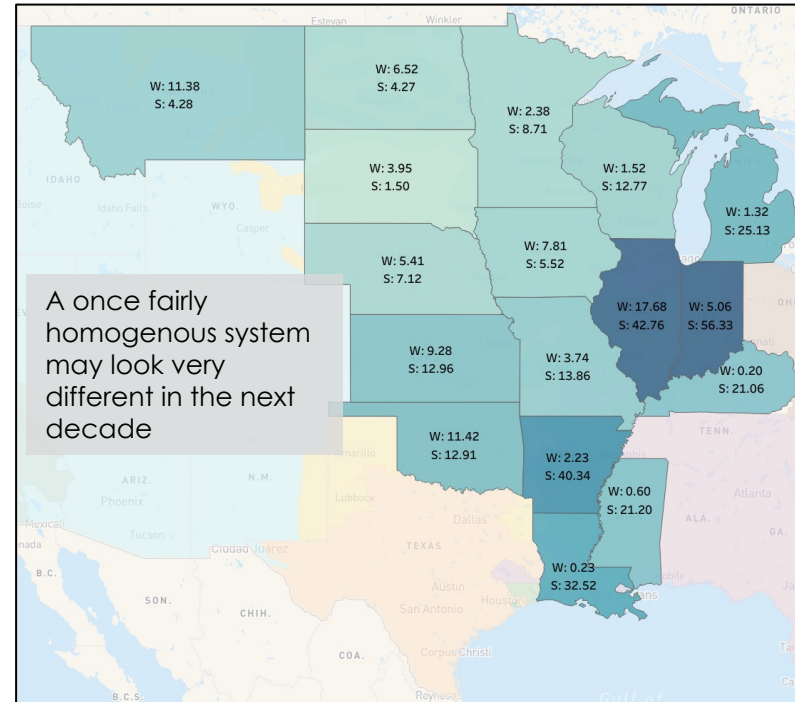 Estevan
Winkler
ONTARIO
W: 11.38
S: 4.28
W: 6.52
S: 4.27
W: 2.38
S: 8.71
W: 3.95
S: 1.50
W: 1.52
S: 12.77
W: 1.32
S: 25.13
IDAHO
Boise
Idaho Falls
WYO.
Casper
W: 5.41
S: 7.12
W: 7.81
S: 5.52
W: 17.68
S: 42.76
W: 5.06
S: 56.33
A once fairly
homogenous system
may look very
different in the next
decade
W: 9.28
S: 12.96
W: 3.74
S: 13.86
W: 0.20
S: 21.06
W: 11.42
S: 12.91
W: 2.23
S: 40.34
W: 0.60
S: 21.20
W: 0.23
S: 32.52
TENN.
Amarillo
ARIZ.
N.M.
Phoenix
Tucson
Lubbock
Dallas
Atlanta
ALA.
GA.
Mexicali
Ciudad Juárez
TEXAS
Austin
San Antonio
Houston
B.C.
SON.
CHIH.
COA.
Corpus Christi
Reynosa
B.C.S.
Gulf of